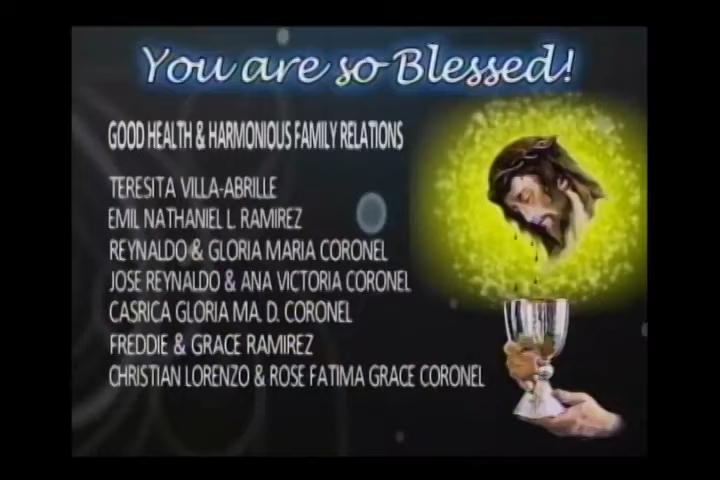 You are so Blessed!
GOOD HEALTH & HARMONIOUS FAMILY RELATIONS
TERESITA VILLA-ABRILLE
EMIL NATHANIEL L. RAMIREZ
REYNALDO & GLORIA MARIA CORONEL
JOSE REYNALDO & ANA VICTORIA CORONEL
CASRICA GLORIA MA. D. CORONEL
FREDDIE & GRACE RAMIREZ
CHRISTIAN LORENZO & ROSE FATIMA GRACE CORONEL